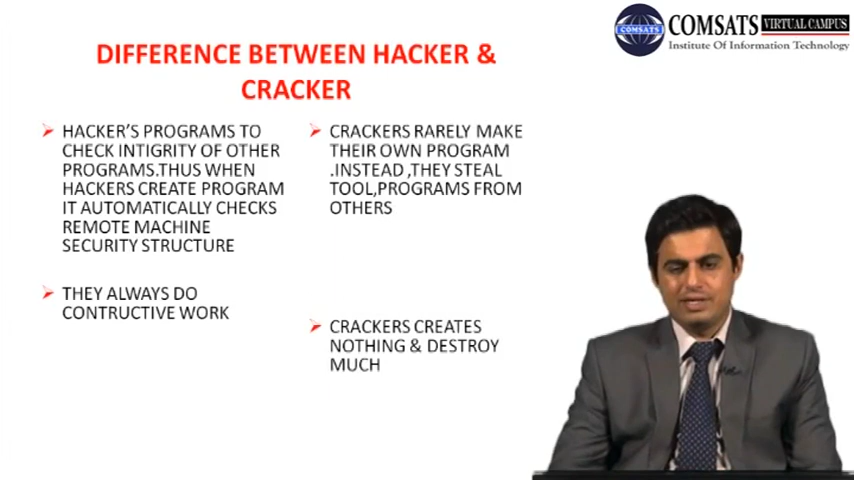 COMSATS
COMSATS VIRTUAL CAMPUS
Institute Of Information Technology
DIFFERENCE BETWEEN HACKER &
CRACKER
HACKER'S PROGRAMS TO
CHECK INTIGRITY OF OTHER
PROGRAMS.THUS WHEN
HACKERS CREATE PROGRAM
IT AUTOMATICALLY CHECKS
REMOTE MACHINE
SECURITY STRUCTURE
THEY ALWAYS DO
CONTRUCTIVE WORK
CRACKERS RARELY MAKE
THEIR OWN PROGRAM
.INSTEAD ,THEY STEAL
TOOL,PROGRAMS FROM
OTHERS
CRACKERS CREATES
NOTHING & DESTROY
MUCH